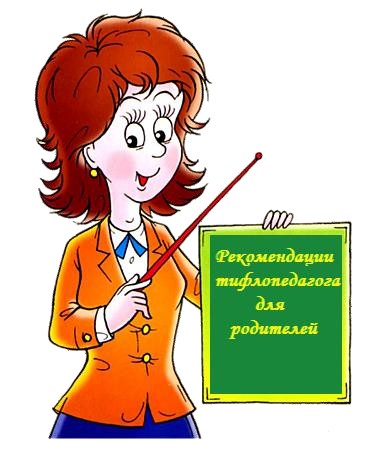 Рекомендации
тифлопедагога
для
родителей